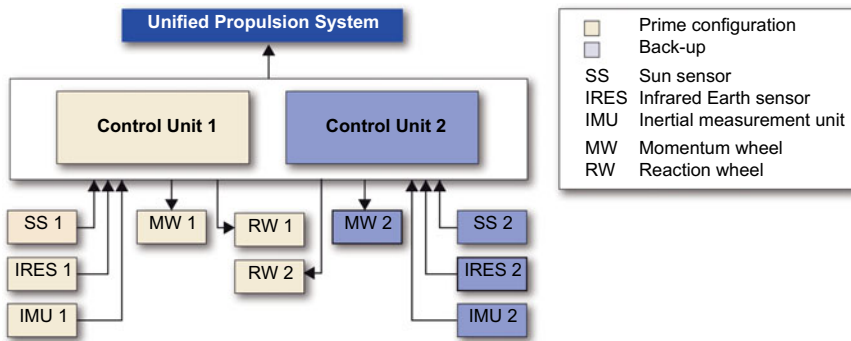 Unified Propulsion System
Control Unit 1
Control Unit 2
SS 1
MW 1
RW 1
MW 2
SS 2
IRES 1
RW 2
IRES 2
IMU 1
IMU 2
Prime configuration
Back-up
SS Sun sensor
IRES Infrared Earth sensor
IMU Inertial measurement unit
MW Momentum wheel
RW Reaction wheel